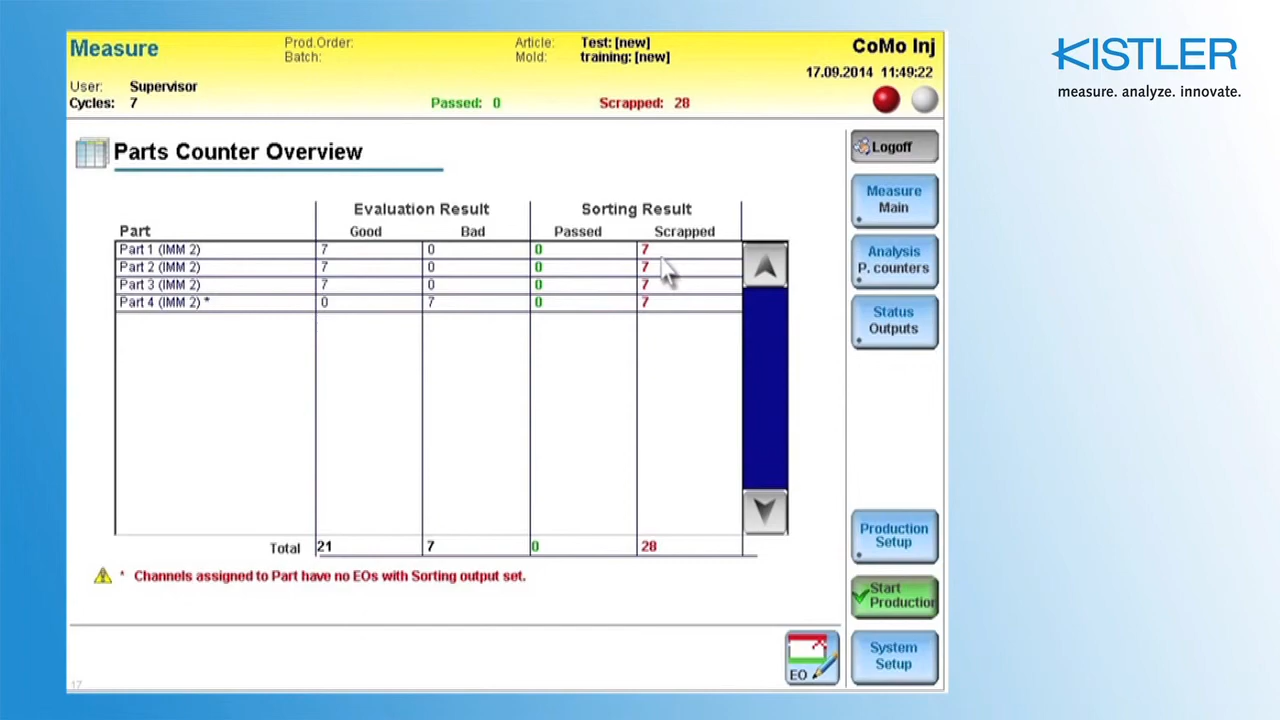 Measure
Prod.Order:
Batch:
Article: Test: [new]
Mold: training: [new]
CoMo Inj
17.09.2014 11:49:22
User: Supervisor
Cycles: 7
Passed: 0
Scrapped: 28
KISTLER
measure. analyze. innovate.
Parts Counter Overview
Evaluation Result Sorting Result
Part Good Bad Passed Scrapped
Part 1 (IMM 2) 7 0 0 7
Part 2 (IMM 2) 7 0 0 7
Part 3 (IMM 2) 7 0 0 7
Part 4 (IMM 2) * 0 7 0 7
Total 21 7 0 28
* Channels assigned to Part have no EOs with Sorting output set.
Logoff
Measure
Main
Analysis
P. counters
Status
Outputs
Production
Setup
Start
Production
System
Setup
EO
17